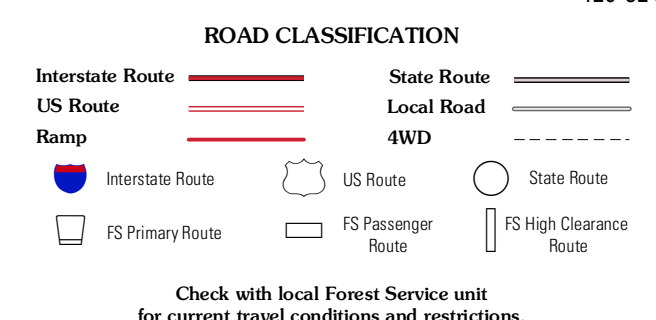 ROAD CLASSIFICATION
Interstate Route
State Route
US Route
Local Road
Ramp
4WD
Interstate Route
US Route
State Route
FS Primary Route
FS Passenger
Route
FS High Clearance
Route
Check with local Forest Service unit
for current travel conditions and restrictions.